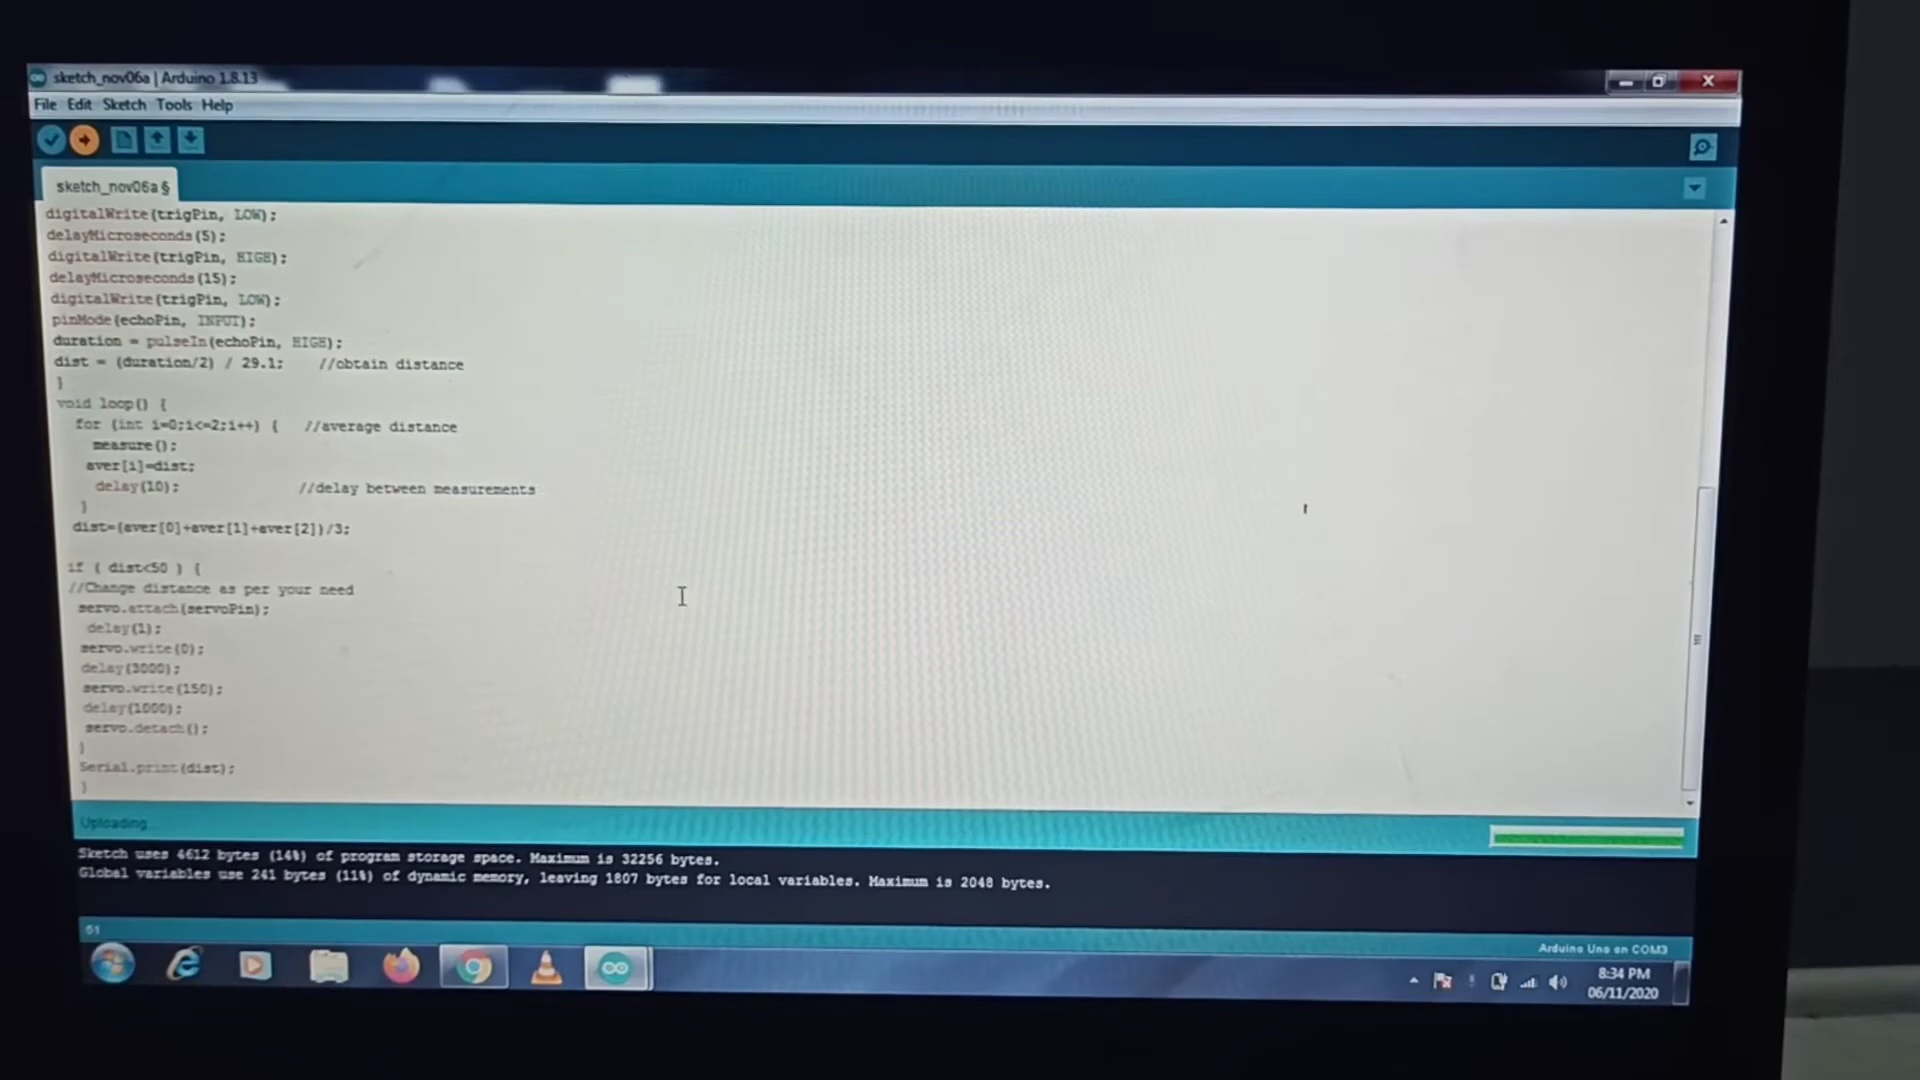 sketch_nov06a | Arduino 1.8.13
File Edit Sketch Tools Help
sketch_nov06a §
digitalWrite(trigPin, LOW);
delayMicroseconds(5);
digitalWrite(trigPin, HIGH);
delayMicroseconds(15);
digitalWrite(trigPin, LOW);
pinMode(echoPin, INPUT);
duration = pulseIn(echoPin, HIGH);
dist = (duration/2) / 29.1; //obtain distance
}
void loop() {
for (int i=0;i<=2;i++) { //average distance
measure();
aver[i]=dist;
delay(10); //delay between measurements
}
dist=(aver[0]+aver[1]+aver[2])/3;
if ( dist<50 ) {
//Change distance as per your need
servo.attach(servoPin);
delay(1);
servo.write(0);
delay(3000);
servo.write(150);
delay(1000);
servo.detach();
}
Serial.print(dist);
}
Uploading...
Sketch uses 4612 bytes (14%) of program storage space. Maximum is 32256 bytes.
Global variables use 241 bytes (11%) of dynamic memory, leaving 1807 bytes for local variables. Maximum is 2048 bytes.
61
Arduino Uno on COM3
8:34 PM
06/11/2020